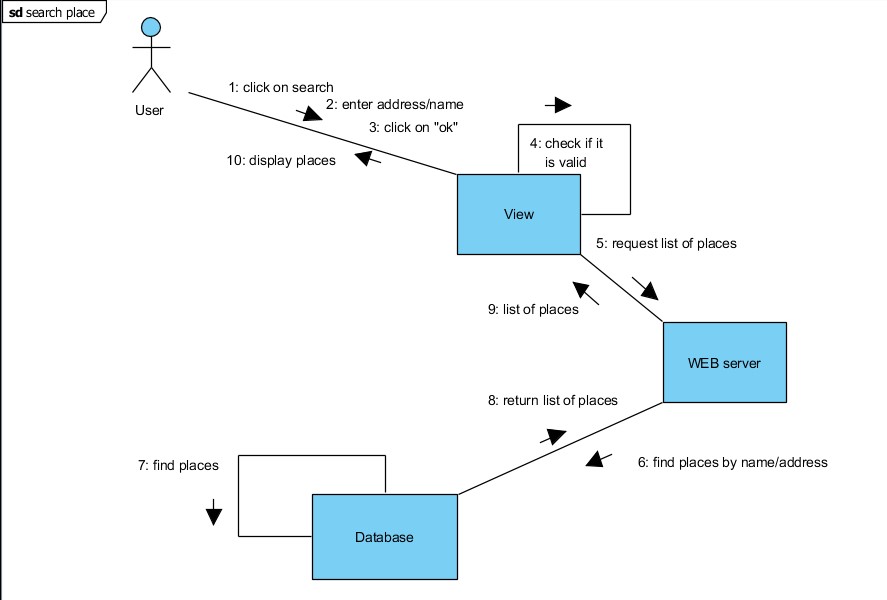 sd search place
User
1: click on search
2: enter address/name
3: click on "ok"
10: display places
4: check if it
is valid
View
5: request list of places
9: list of places
WEB server
8: return list of places
6: find places by name/address
7: find places
Database